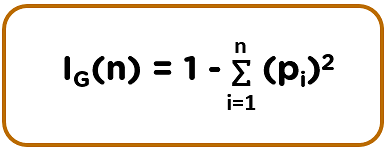 I_G(n) = 1 - n∑i=1 (p_i)²